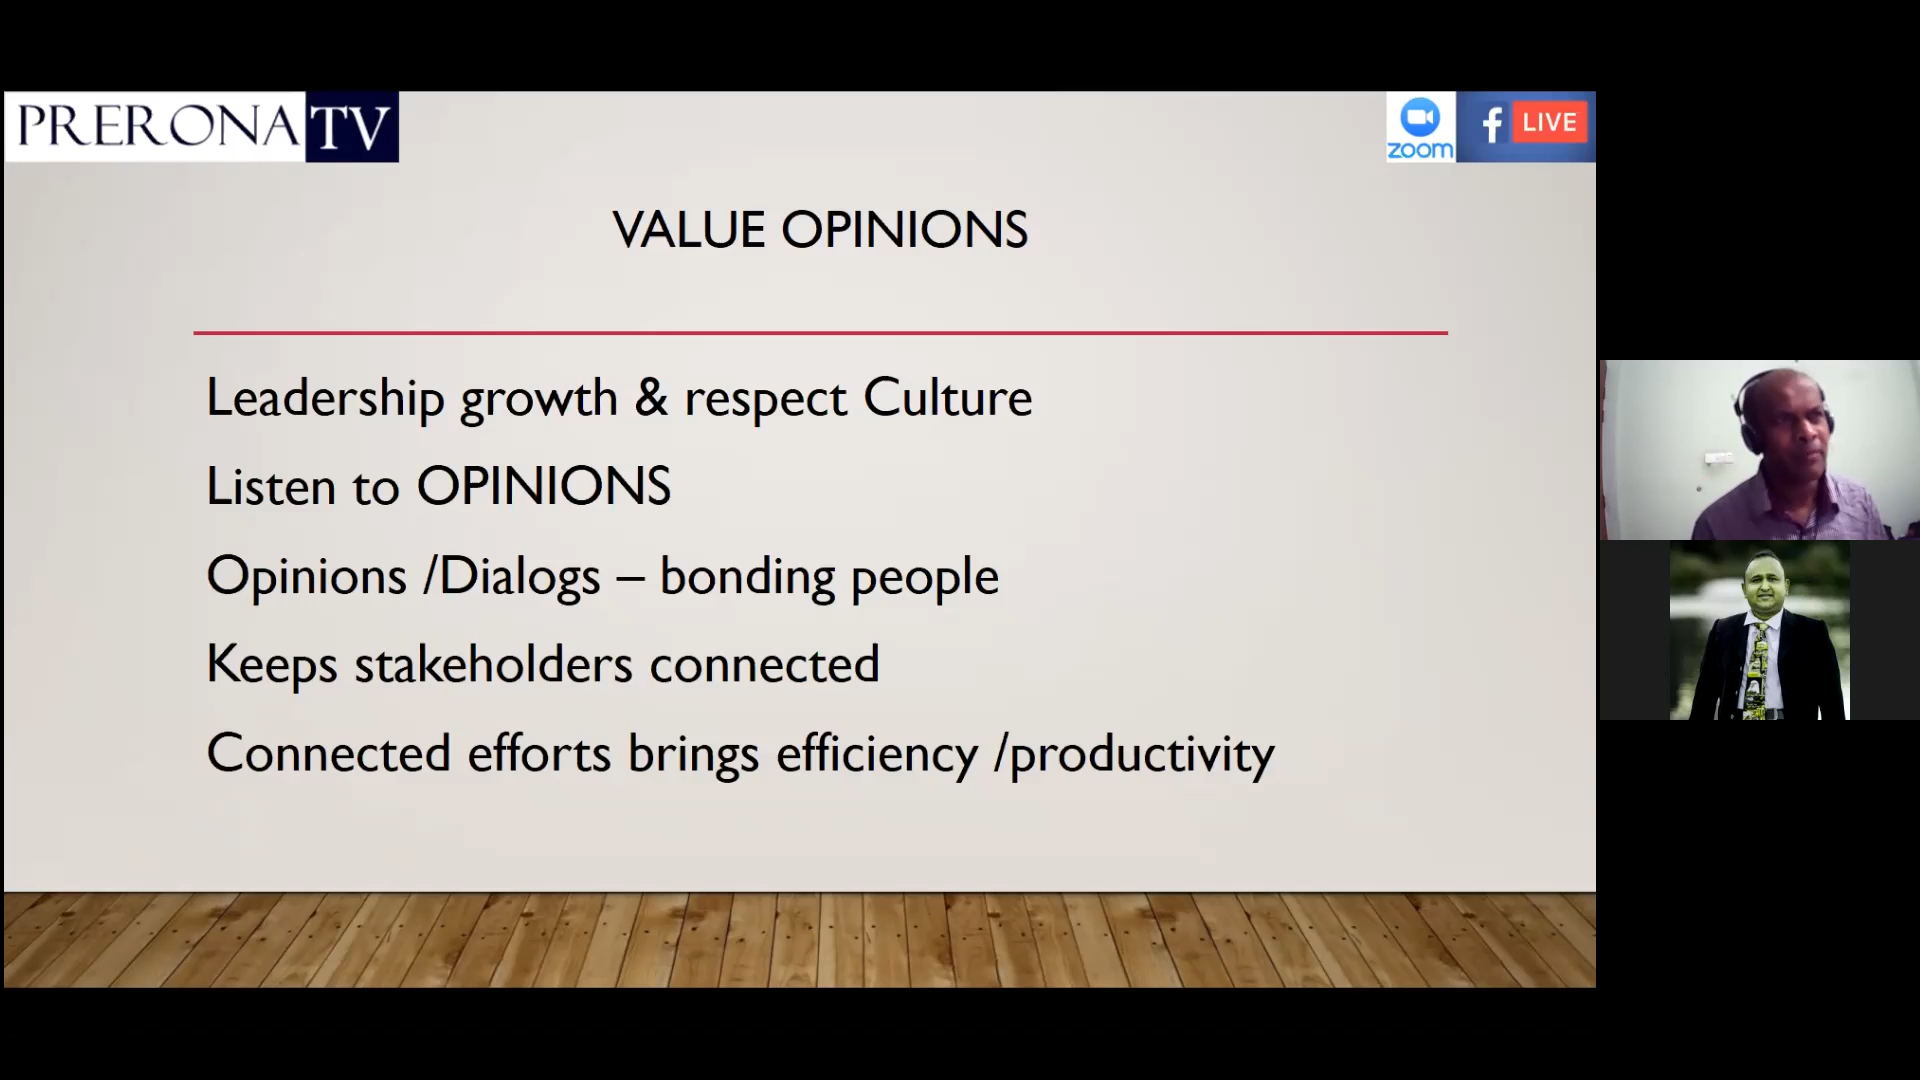 PRERONA TV
zoom
f LIVE
VALUE OPINIONS
Leadership growth & respect Culture
Listen to OPINIONS
Opinions /Dialogs – bonding people
Keeps stakeholders connected
Connected efforts brings efficiency /productivity